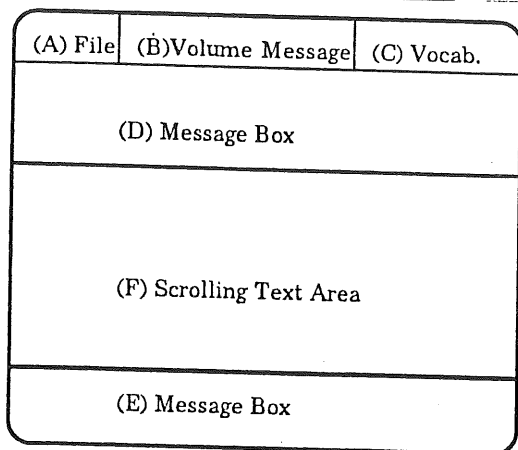 (A) File (B)Volume Message (C) Vocab.
(D) Message Box
(F) Scrolling Text Area
(E) Message Box